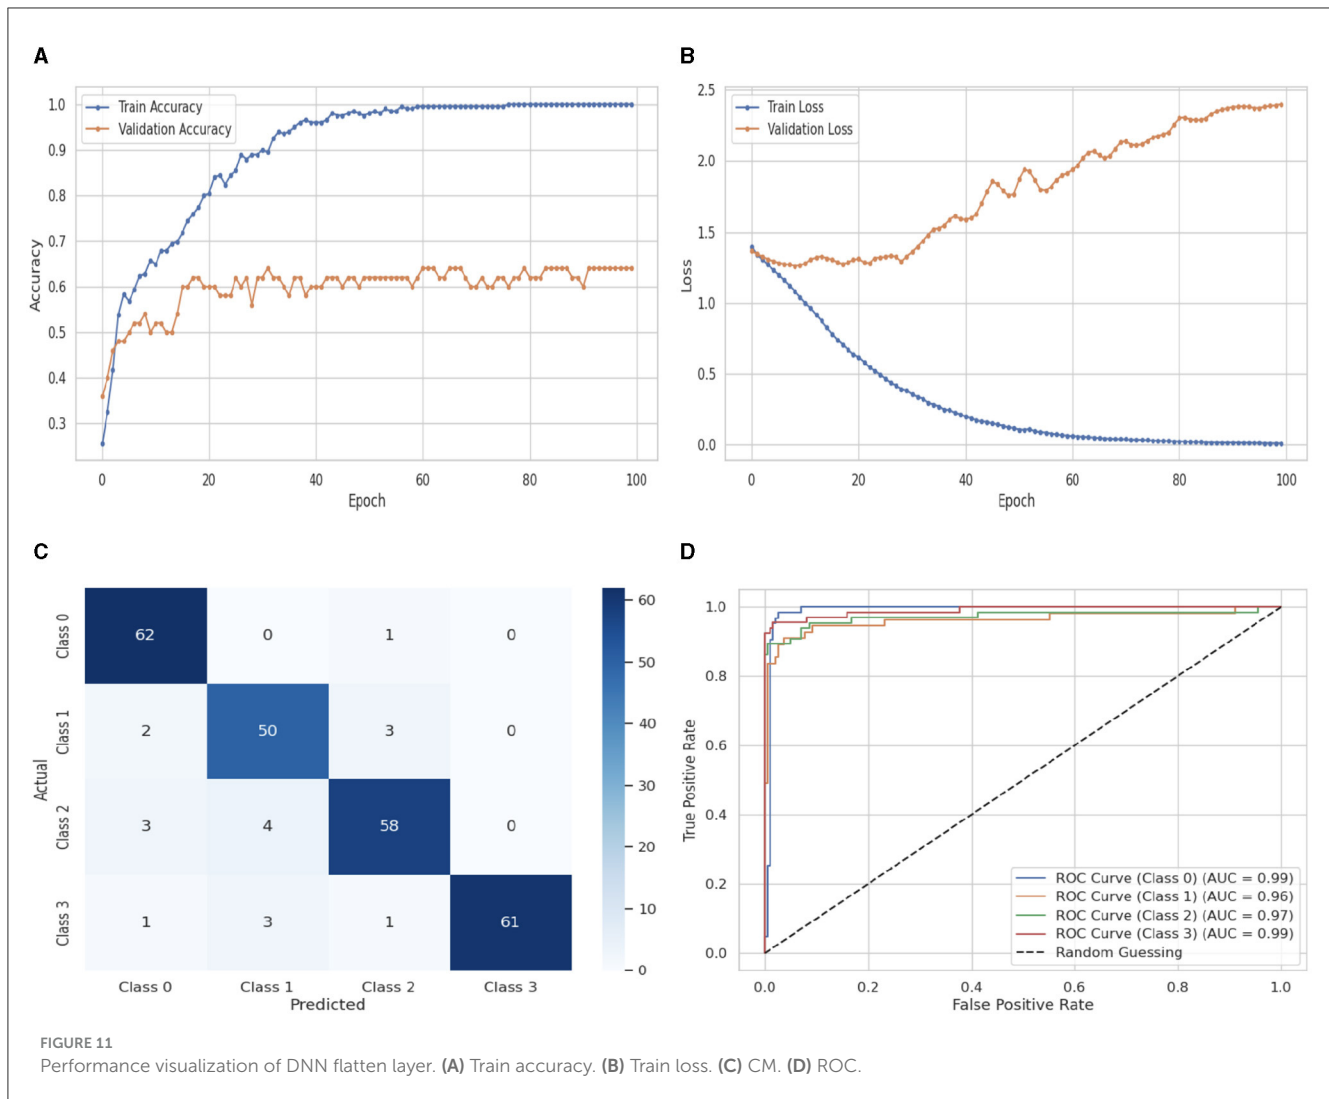 A
Train Accuracy
Validation Accuracy
1.0
0.9
0.8
0.7
0.6
0.5
0.4
0.3
Accuracy
0 20 40 60 80 100
Epoch
B
Train Loss
Validation Loss
2.5
2.0
1.5
1.0
0.5
0.0
Loss
0 20 40 60 80 100
Epoch
C
Actual
Class 0
62 0 1 0
Class 1
2 50 3 0
Class 2
3 4 58 0
Class 3
1 3 1 61
Class 0 Class 1 Class 2 Class 3
Predicted
60
50
40
30
20
10
0
D
True Positive Rate
1.0
0.8
0.6
0.4
0.2
0.0
ROC Curve (Class 0) (AUC = 0.99)
ROC Curve (Class 1) (AUC = 0.96)
ROC Curve (Class 2) (AUC = 0.97)
ROC Curve (Class 3) (AUC = 0.99)
Random Guessing
0.0 0.2 0.4 0.6 0.8 1.0
False Positive Rate
FIGURE 11
Performance visualization of DNN flatten layer. (A) Train accuracy. (B) Train loss. (C) CM. (D) ROC.